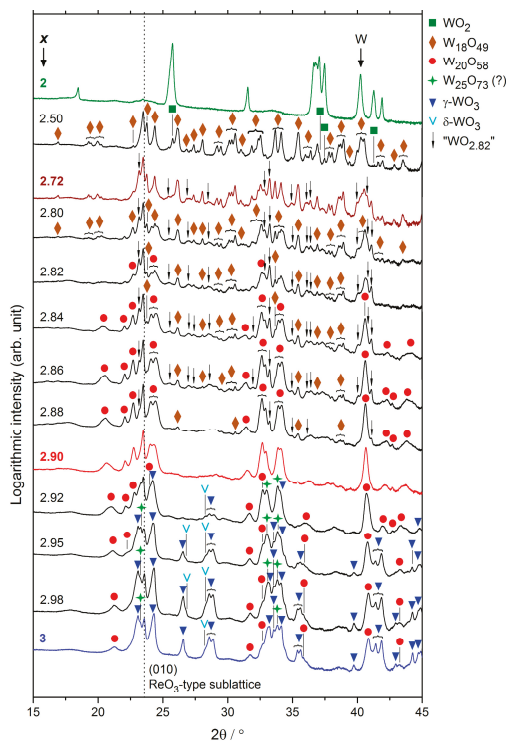 x
W
2
2.50
2.72
2.80
2.82
2.84
2.86
2.88
2.90
2.92
2.95
2.98
3
(010)
ReO₃-type sublattice
Logarithmic intensity (arb. unit)
15 20 25 30 35 40 45
2θ / °
WO₂
W₁₈O₄₉
W₂₀O₅₈
W₂₅O₇₃ (?)
γ-WO₃
δ-WO₃
"WO₂.₈₂"